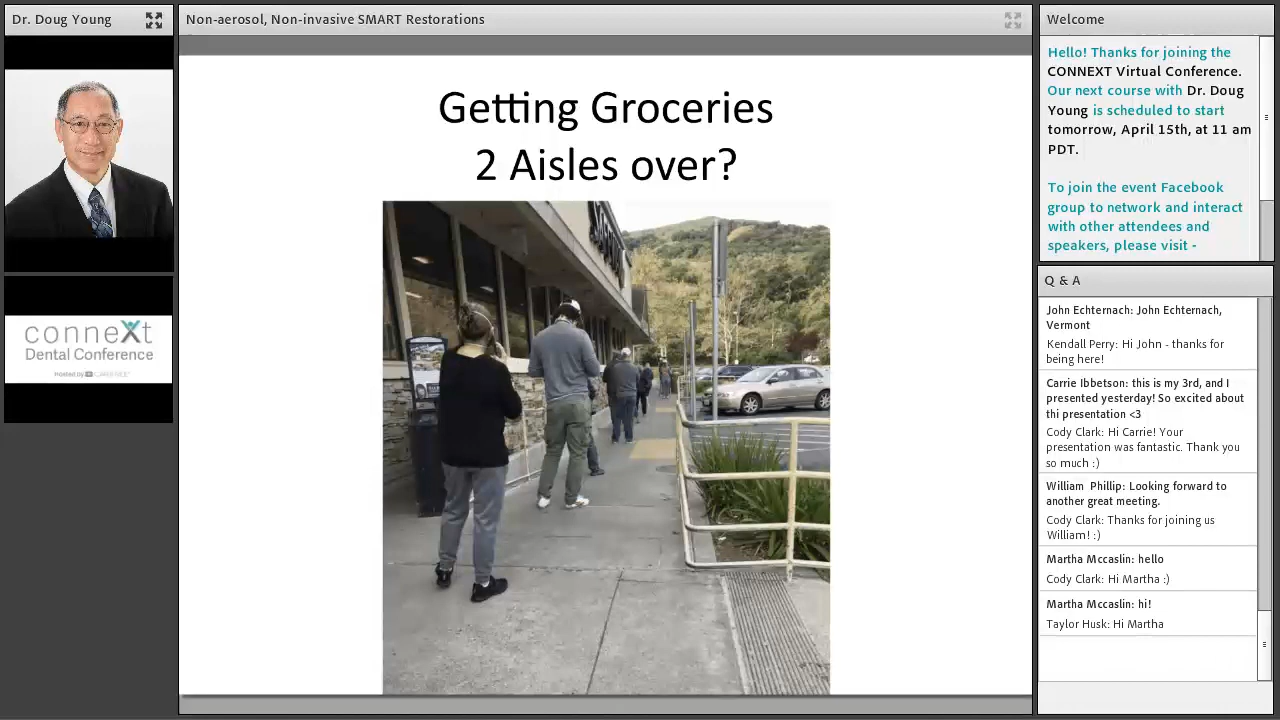 Dr. Doug Young
Non-aerosol, Non-invasive SMART Restorations
Getting Groceries
2 Aisles over?
connext
Dental Conference
Hosted by
Welcome
Hello! Thanks for joining the
CONNEXT Virtual Conference.
Our next course with Dr. Doug
Young is scheduled to start
tomorrow, April 15th, at 11 am
PDT.
To join the event Facebook
group to network and interact
with other attendees and
speakers, please visit -
Q & A
John Echternach: John Echternach,
Vermont
Kendall Perry: Hi John - thanks for
being here!
Carrie Ibbetson: this is my 3rd, and I
presented yesterday! So excited about
thi presentation <3
Cody Clark: Hi Carrie! Your
presentation was fantastic. Thank you
so much :)
William Phillip: Looking forward to
another great meeting.
Cody Clark: Thanks for joining us
William! :)
Martha Mccaslin: hello
Cody Clark: Hi Martha :)
Martha Mccaslin: hi!
Taylor Husk: Hi Martha